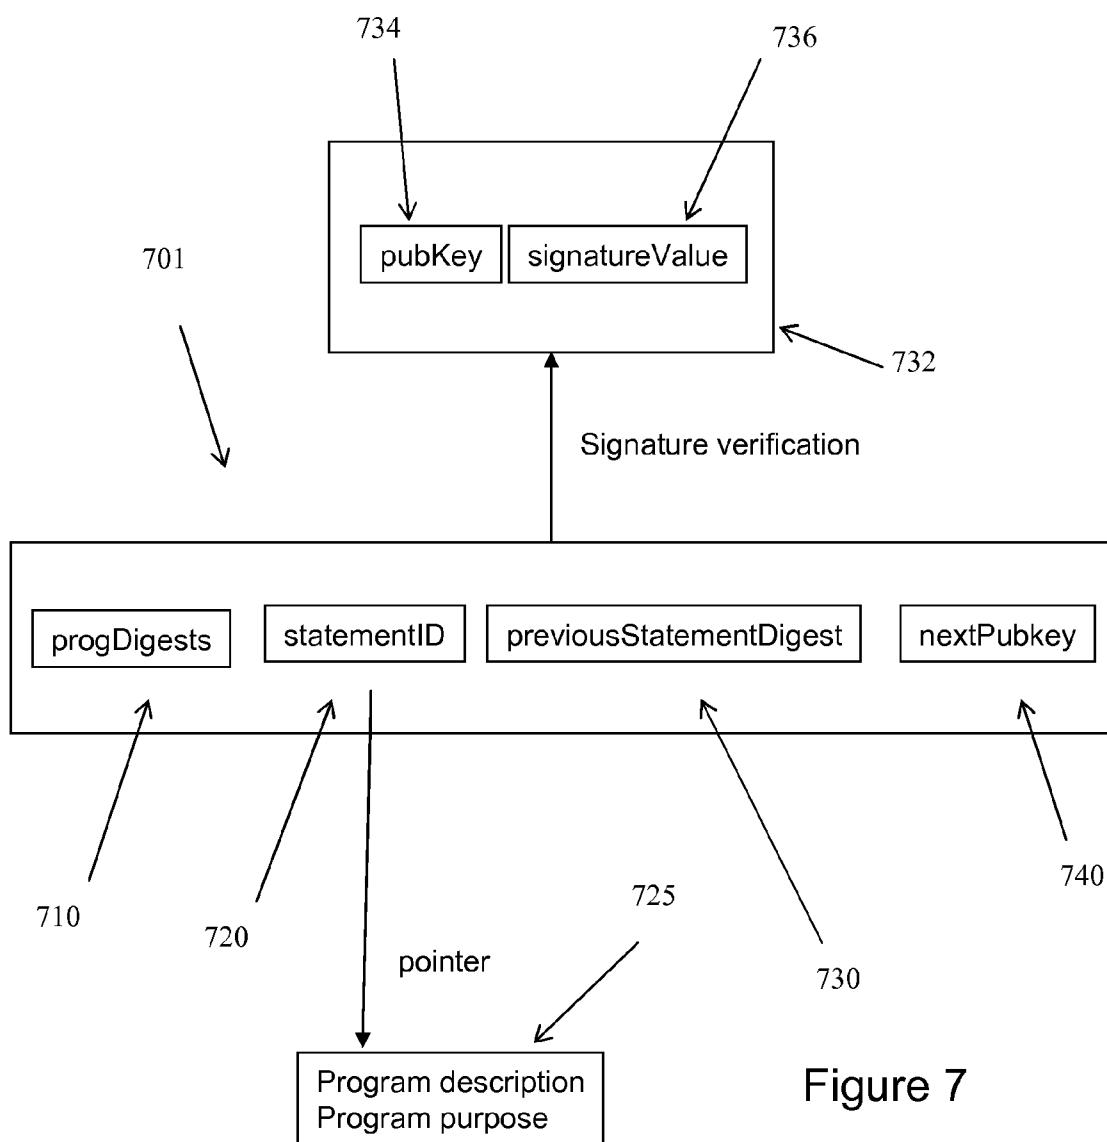 734
736
pubKey
signatureValue
701
732
Signature verification
progDigests
statementID
previousStatementDigest
nextPubkey
710
720
725
730
740
pointer
Program description
Program purpose
Figure 7